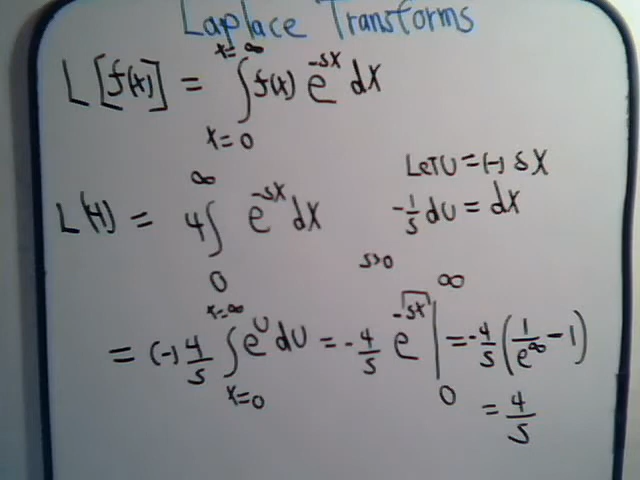 Laplace Transforms
L[f(x)] = ∫_{x=0}^{x=∞} f(x) e^{-sx} dx
Let U = (-) sx
L(4) = 4∫_0^∞ e^{-sx} dx
-1/s dU = dx
s>0
= (-) 4/s ∫_{x=0}^{x=∞} e^U dU = -4/s e^{-sx} |_0^∞ = -4/s (1/e^∞ - 1)
= 4/s